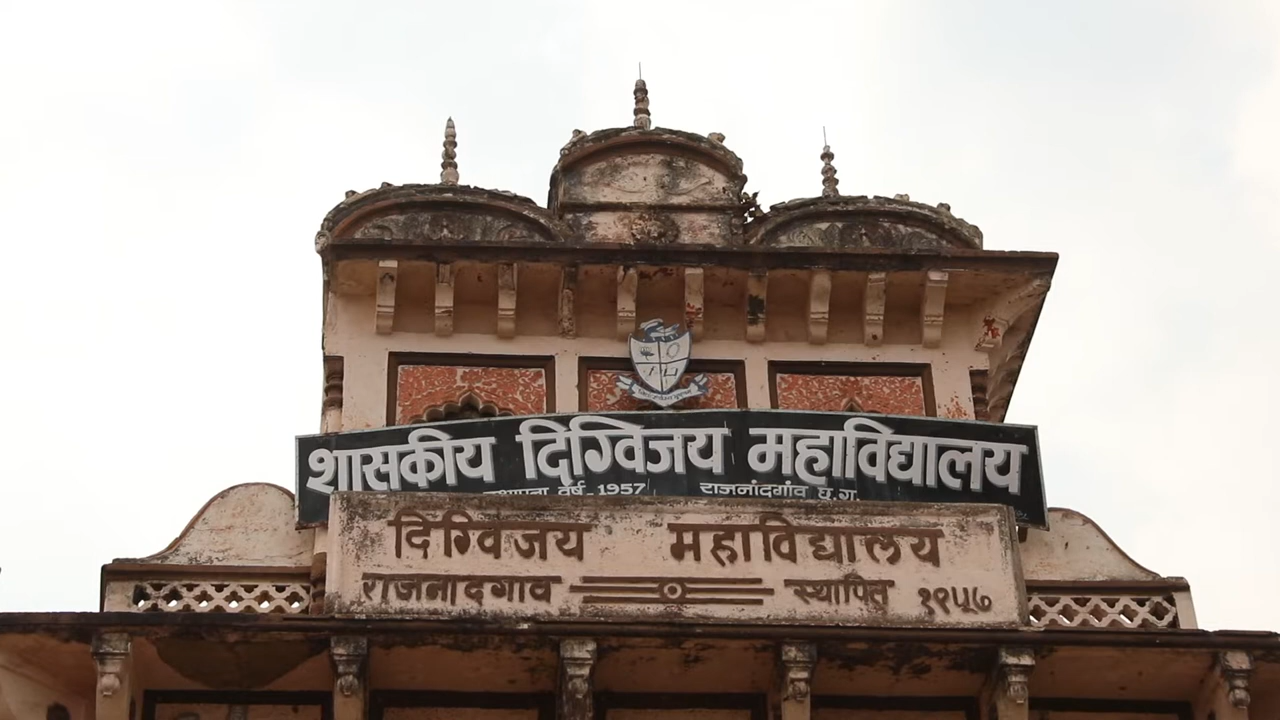 शासकीय दिग्विजय महाविद्यालय
वर्ष - 1957 राजनांदगांव छ.ग.
दिग्विजय महाविद्यालय
राजनादगाव स्थापित १९५७